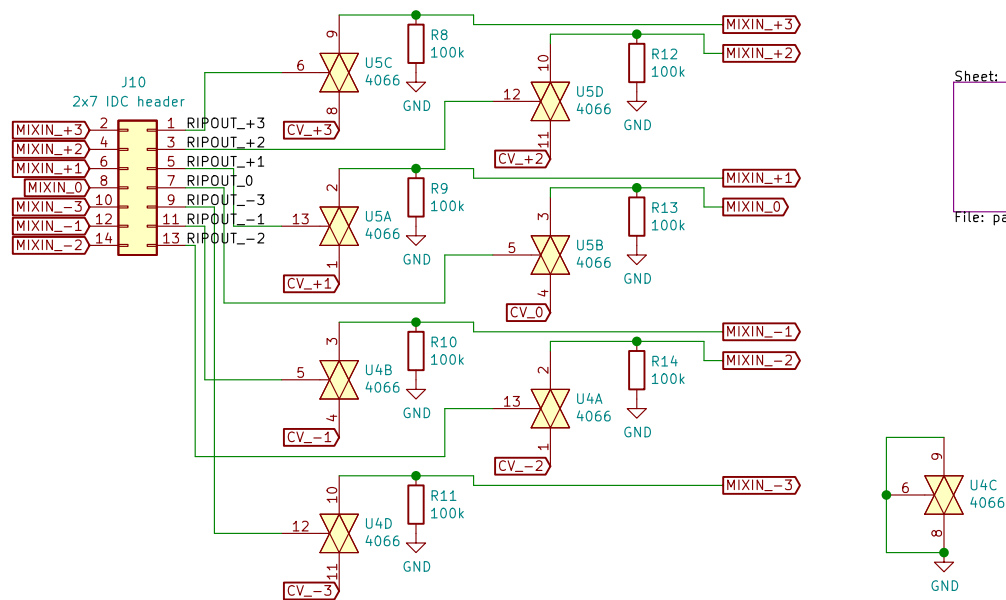 MIXIN_+3
9
R8
100k
MIXIN_+2
6
U5C
4066
10
R12
100k
J10
2x7 IDC header
8
GND
12
U5D
4066
Sheet:
CV_+3
GND
MIXIN_+3
2
1
RIPOUT_+3
11
MIXIN_+2
4
3
RIPOUT_+2
CV_+2
MIXIN_+1
6
5
RIPOUT_+1
MIXIN_+1
MIXIN_0
8
7
RIPOUT_0
2
R9
100k
MIXIN_0
MIXIN_-3
10
9
RIPOUT_-3
MIXIN_-1
12
11
RIPOUT_-1
13
U5A
4066
3
R13
100k
File: pa
MIXIN_-2
14
13
RIPOUT_-2
GND
5
U5B
4066
1
CV_+1
GND
4
CV_0
MIXIN_-1
3
R10
100k
MIXIN_-2
5
U4B
4066
2
R14
100k
4
GND
13
U4A
4066
CV_-1
GND
1
CV_-2
MIXIN_-3
10
R11
100k
9
6
U4C
4066
12
U4D
4066
8
11
GND
GND
CV_-3